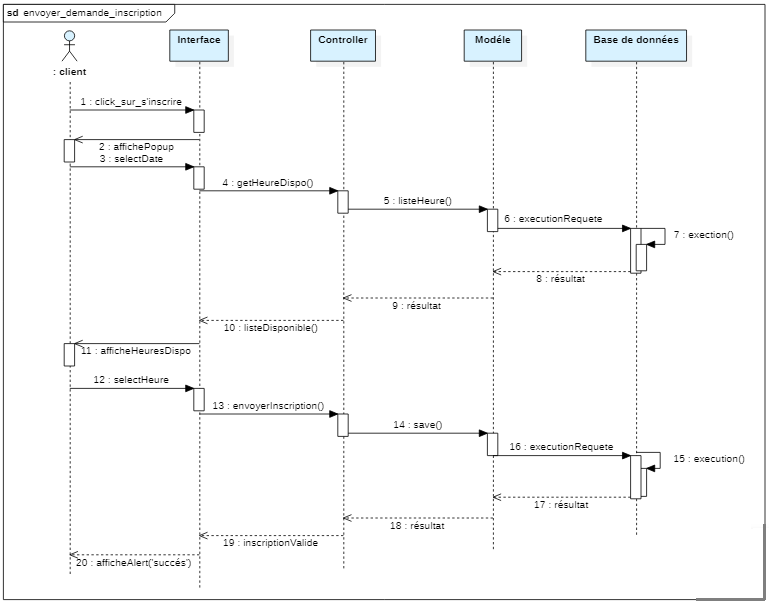 sd envoyer_demande_inscription
Interface
Controller
Modéle
Base de données
: client
1 : click_sur_s'inscrire
2 : affichePopup
3 : selectDate
4 : getHeureDispo()
5 : listeHeure()
6 : executionRequete
7 : exection()
8 : résultat
9 : résultat
10 : listeDisponible()
11 : afficheHeuresDispo
12 : selectHeure
13 : envoyerInscription()
14 : save()
16 : executionRequete
15 : execution()
17 : résultat
18 : résultat
19 : inscriptionValide
20 : afficheAlert('succés')